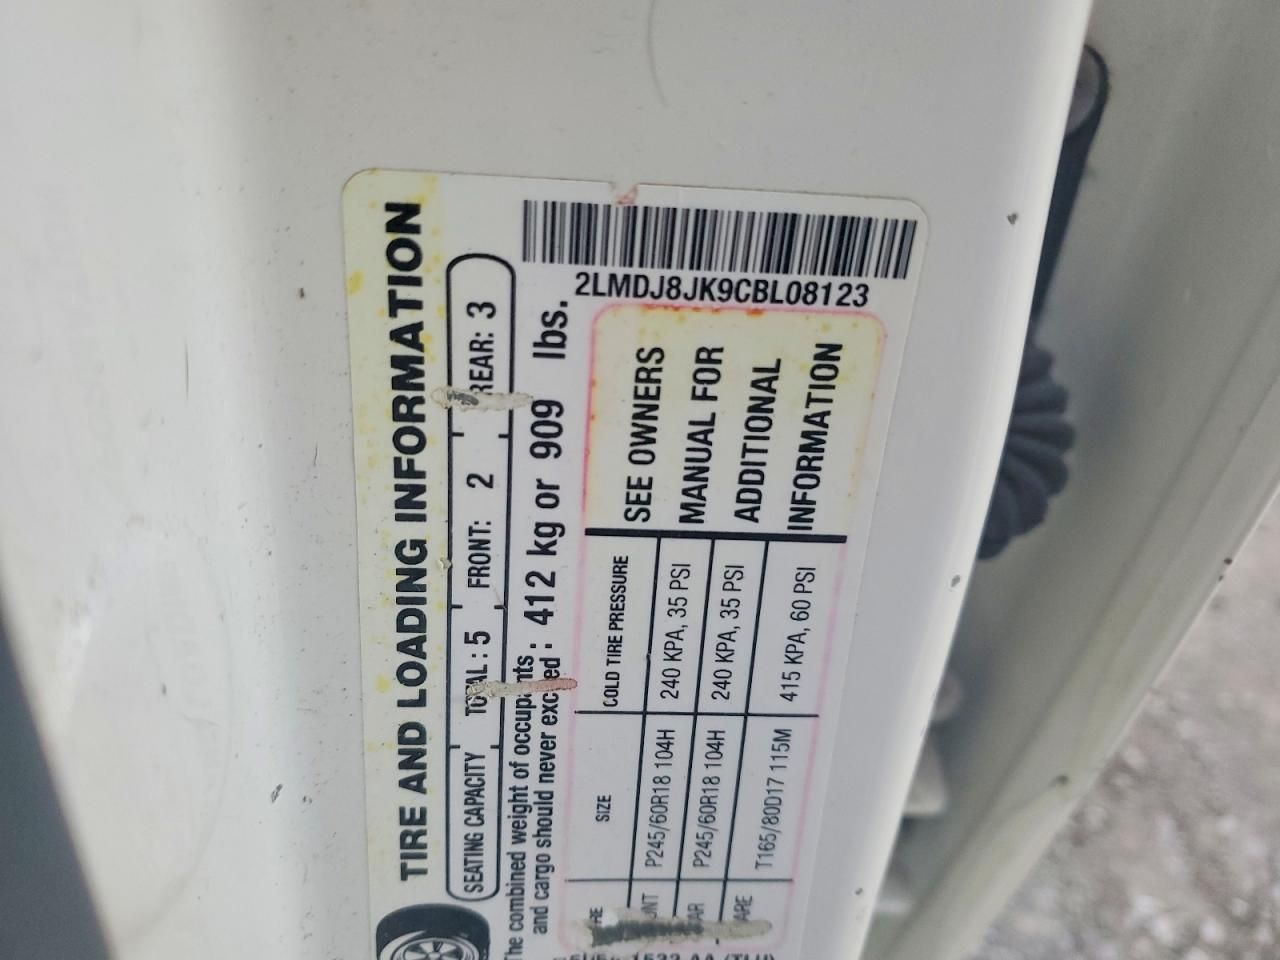 TIRE AND LOADING INFORMATION
SEATING CAPACITY TOTAL: 5 FRONT: 2 REAR: 3
The combined weight of occupants
and cargo should never exceed: 412 kg or 909 lbs.
SIZE COLD TIRE PRESSURE
P245/60R18 104H 240 KPA, 35 PSI
P245/60R18 104H 240 KPA, 35 PSI
T165/80D17 115M 415 KPA, 60 PSI
SEE OWNERS
MANUAL FOR
ADDITIONAL
INFORMATION
2LMDJ8JK9CBL08123